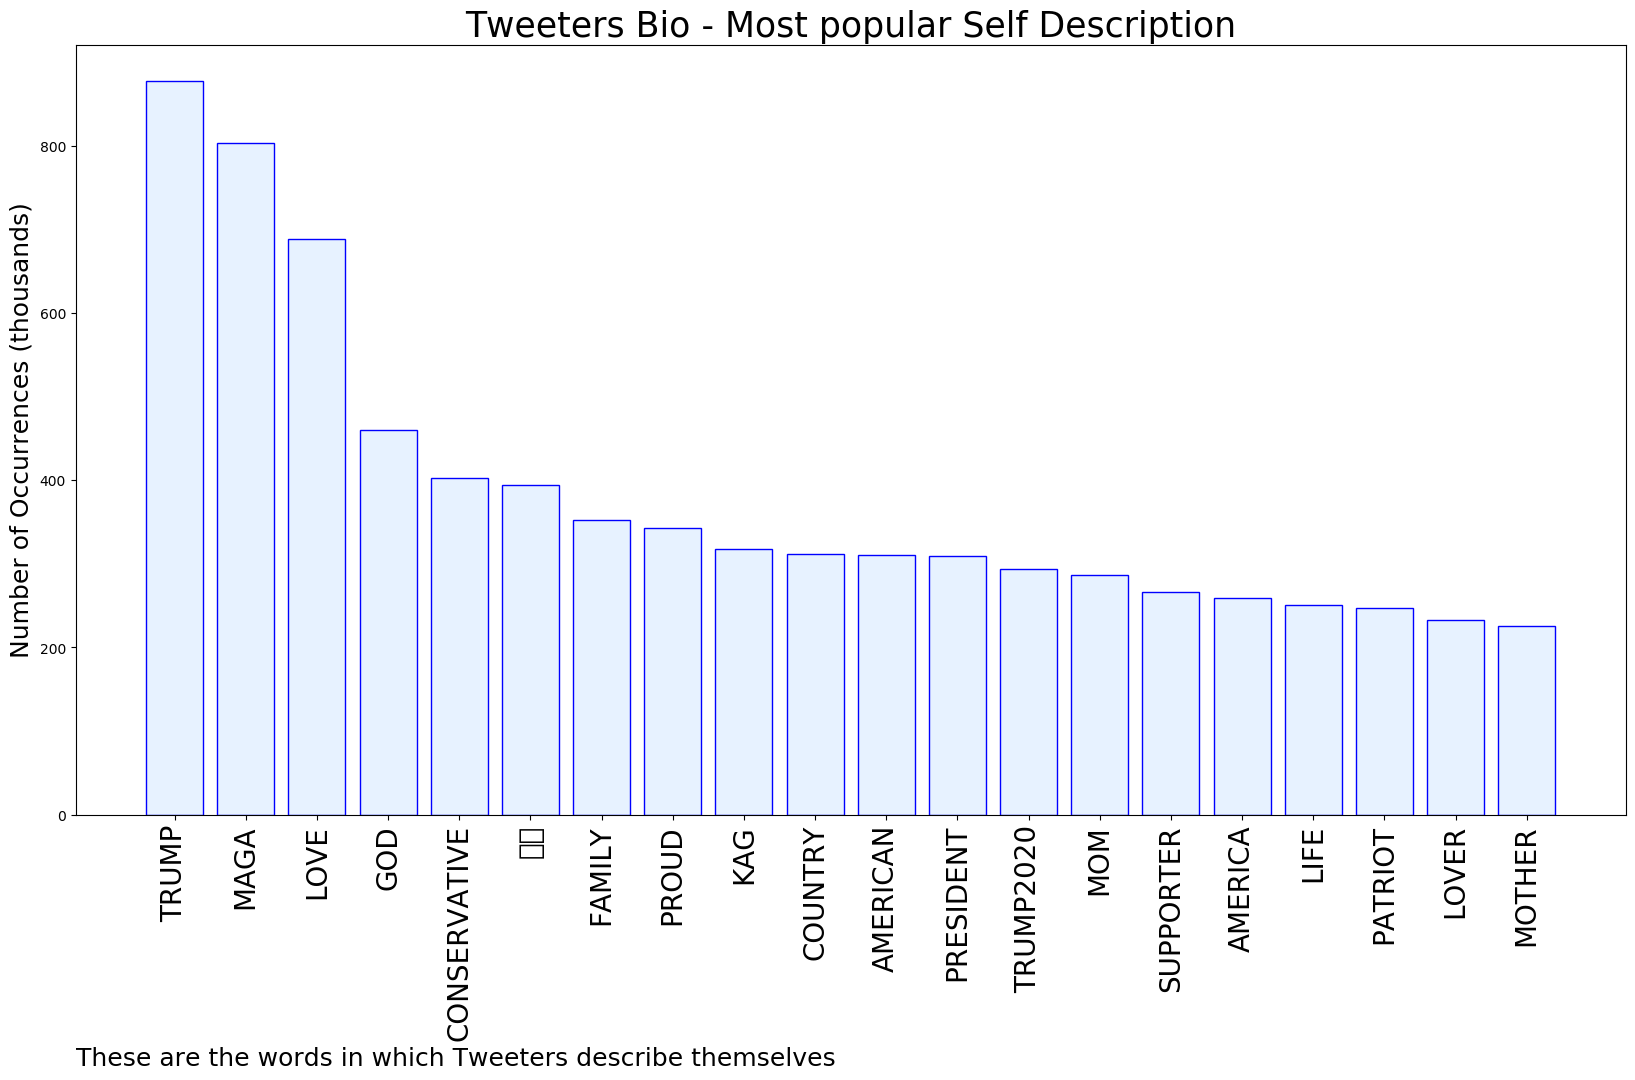 Tweeters Bio - Most popular Self Description
Number of Occurrences (thousands)
800
600
400
200
0
TRUMP
MAGA
LOVE
GOD
CONSERVATIVE
FAMILY
PROUD
KAG
COUNTRY
AMERICAN
PRESIDENT
TRUMP2020
MOM
SUPPORTER
AMERICA
LIFE
PATRIOT
LOVER
MOTHER
These are the words in which Tweeters describe themselves